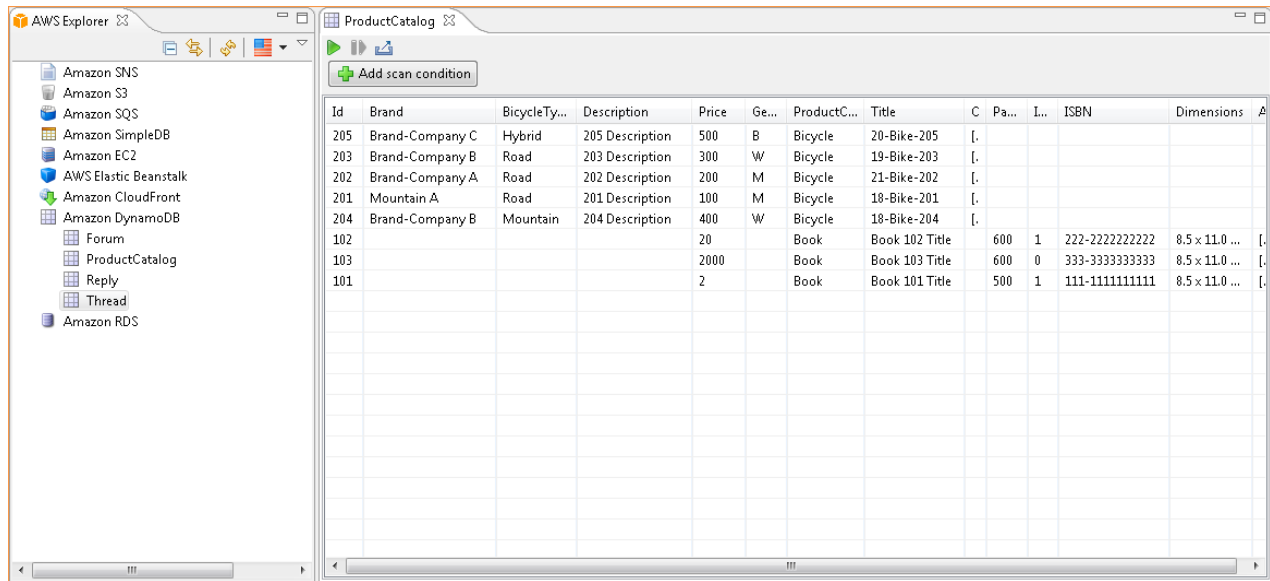 AWS Explorer
Amazon SNS
Amazon S3
Amazon SQS
Amazon SimpleDB
Amazon EC2
AWS Elastic Beanstalk
Amazon CloudFront
Amazon DynamoDB
Forum
ProductCatalog
Reply
Thread
Amazon RDS
ProductCatalog
Add scan condition
Id Brand BicycleTy... Description Price Ge... ProductC... Title C Pa... I... ISBN Dimensions A
205 Brand-Company C Hybrid 205 Description 500 B Bicycle 20-Bike-205 [.
203 Brand-Company B Road 203 Description 300 W Bicycle 19-Bike-203 [.
202 Brand-Company A Road 202 Description 200 M Bicycle 21-Bike-202 [.
201 Mountain A Road 201 Description 100 M Bicycle 18-Bike-201 [.
204 Brand-Company B Mountain 204 Description 400 W Bicycle 18-Bike-204 [.
102 20 Book Book 102 Title 600 1 222-2222222222 8.5 x 11.0 ... [.
103 2000 Book Book 103 Title 600 0 333-3333333333 8.5 x 11.0 ... [.
101 2 Book Book 101 Title 500 1 111-1111111111 8.5 x 11.0 ... [.